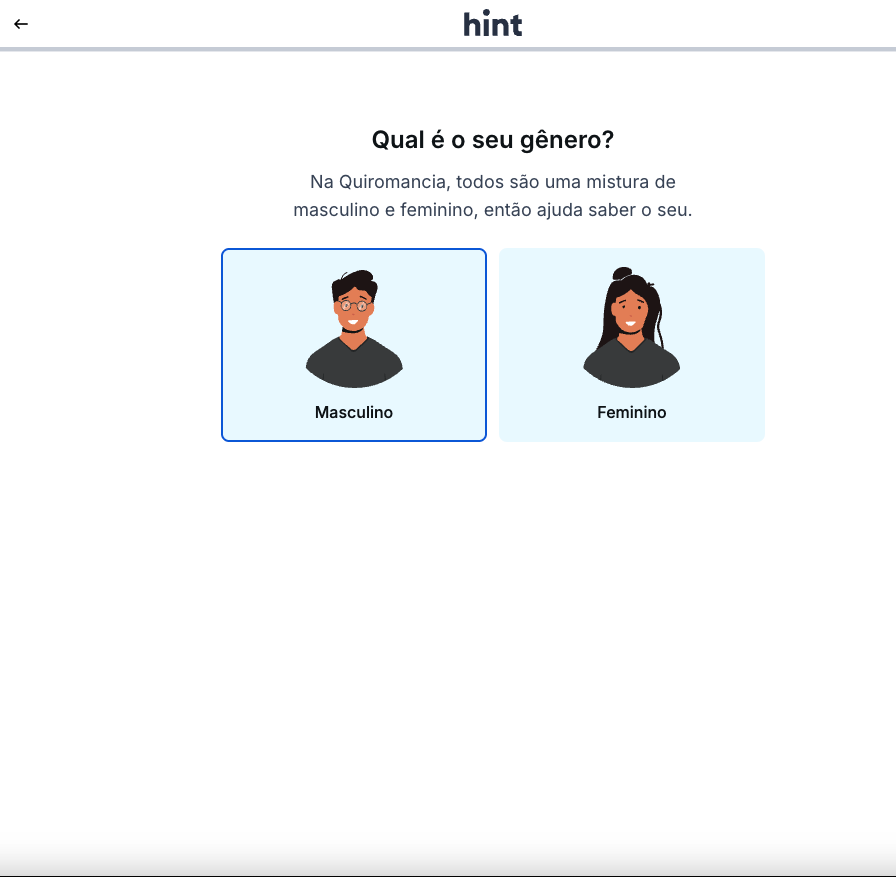 hint
Qual é o seu gênero?
Na Quiromancia, todos são uma mistura de
masculino e feminino, então ajuda saber o seu.
Masculino
Feminino